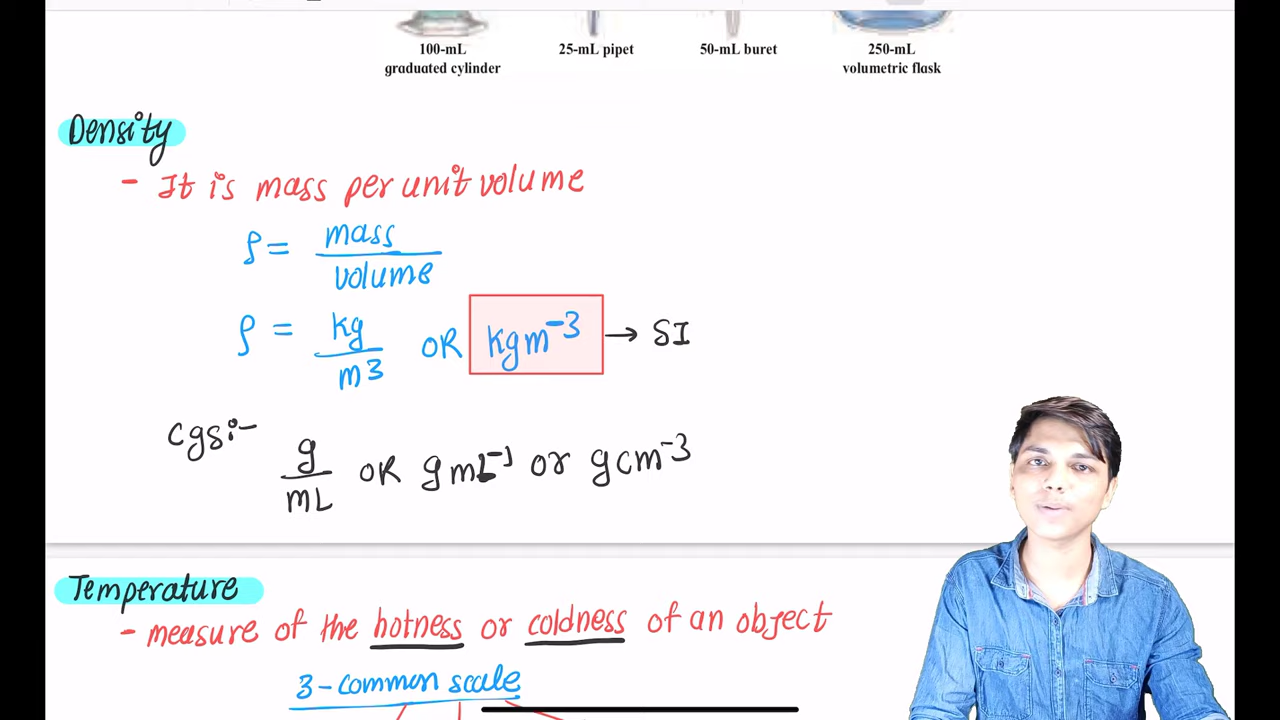 100-mL
graduated cylinder
25-mL pipet
50-mL buret
250-mL
volumetric flask
Density
- It is mass per unit volume
ρ = mass
volume
ρ = kg
m3
OR kgm⁻³ → SI
Cgs:-
g
mL
OR gmL⁻¹ or gcm⁻³
Temperature
- measure of the hotness or coldness of an object
3-common scale